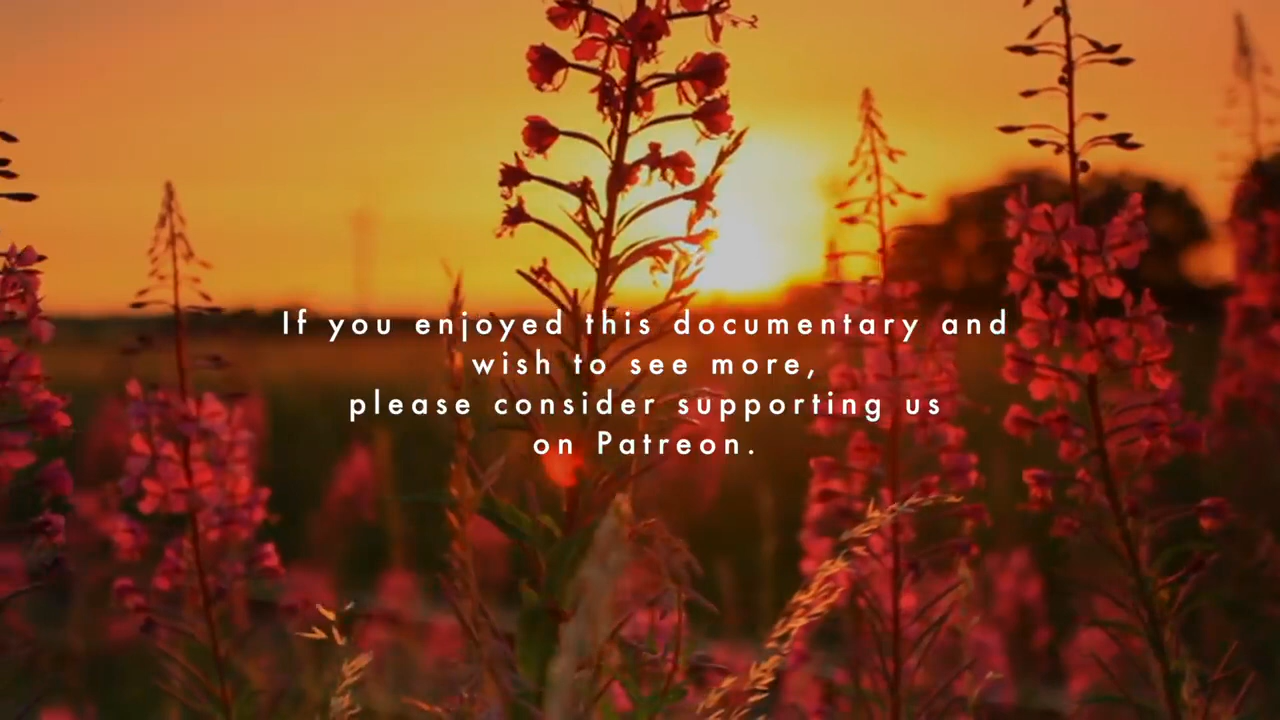 If you enjoyed this documentary and
wish to see more,
please consider supporting us
on Patreon.